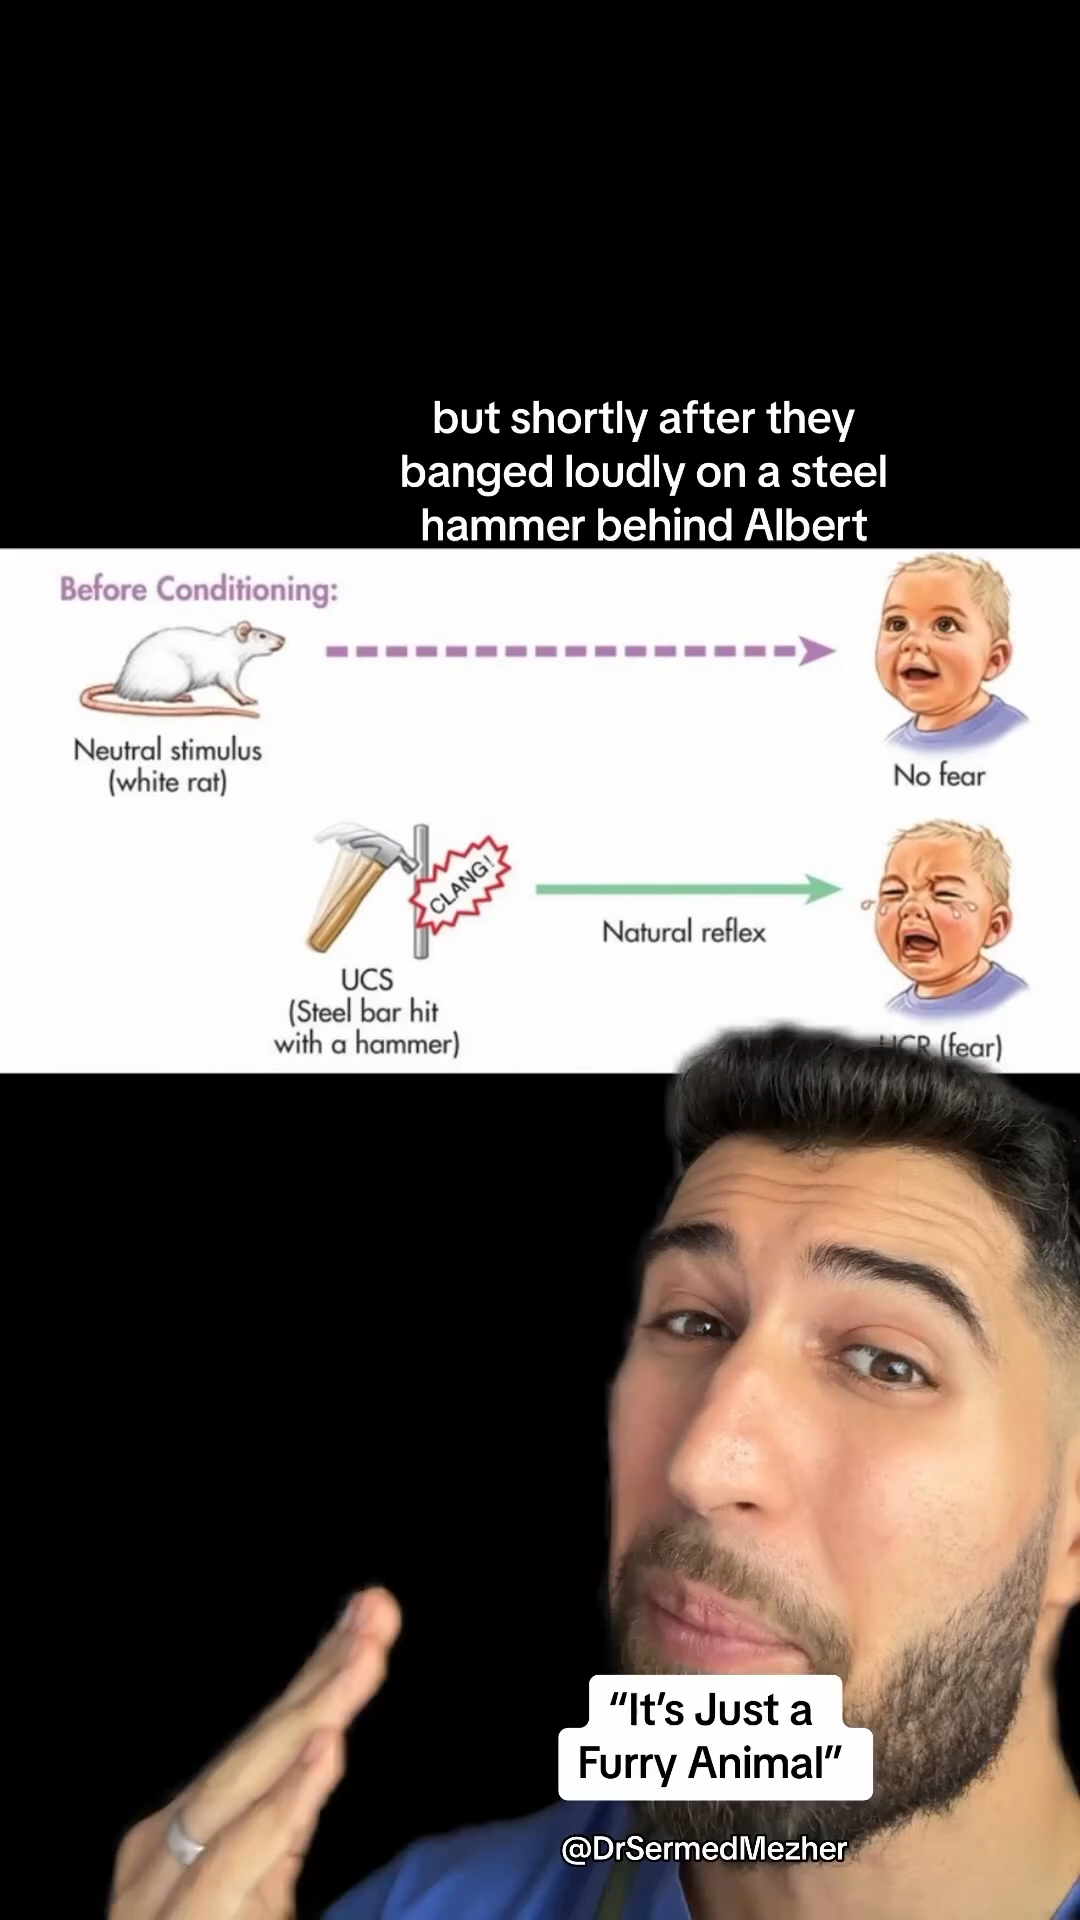 but shortly after they
banged loudly on a steel
hammer behind Albert
Before Conditioning:
Neutral stimulus
(white rat)
No fear
CLANG!
Natural reflex
UCS
(Steel bar hit
with a hammer)
UCR (fear)
“It’s Just a
Furry Animal”
@DrSermedMezher